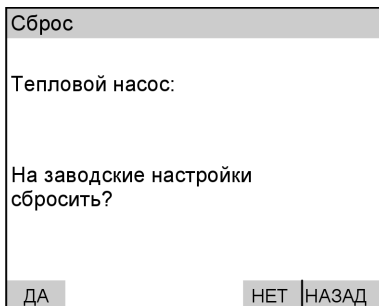 Сброс
Тепловой насос:
На заводские настройки
сбросить?
ДА НЕТ НАЗАД